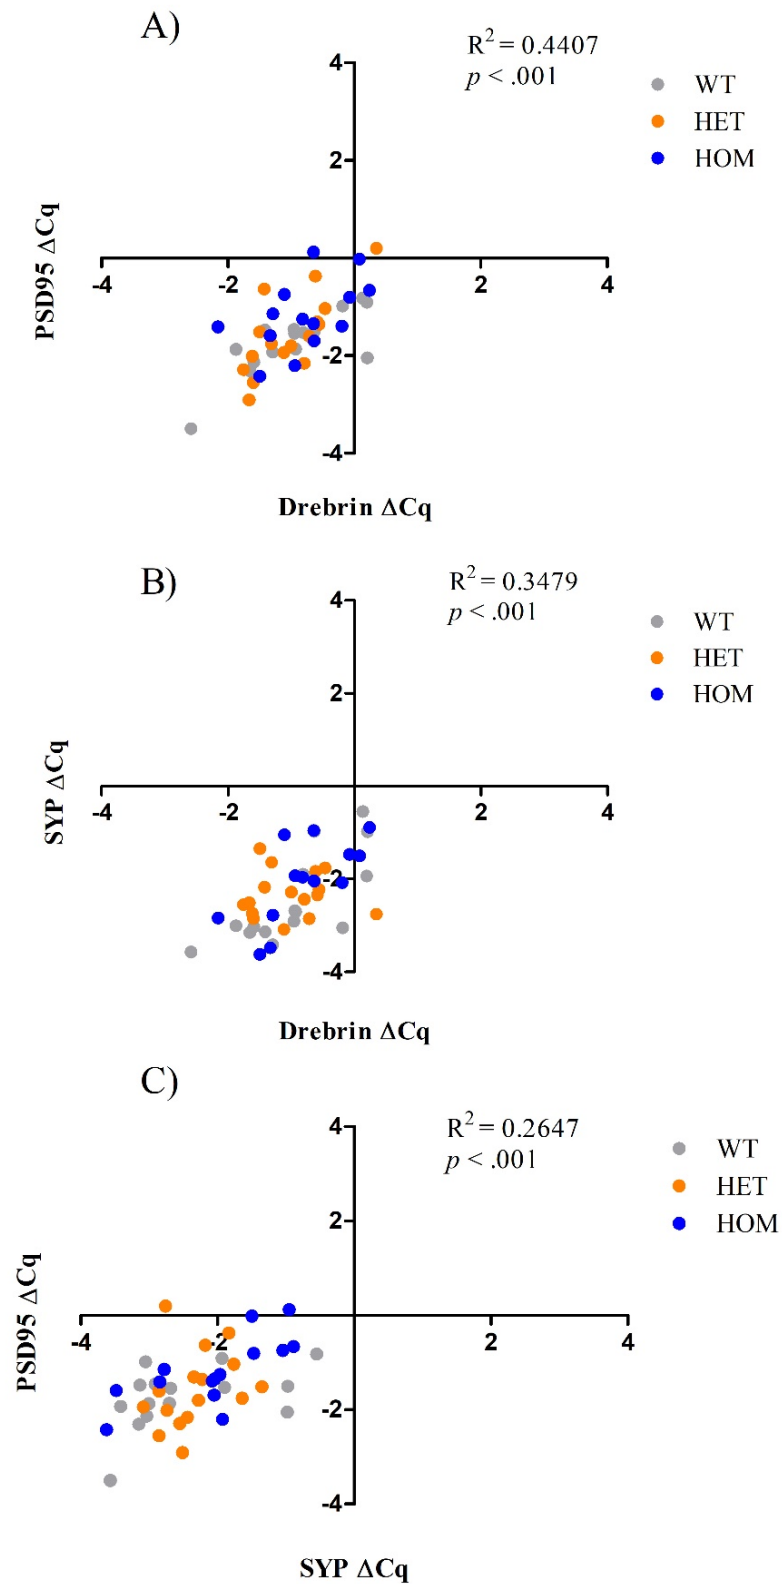 A)
R2 = 0.4407
p < .001
WT
HET
HOM
4
2
-4
-2
2
4
-2
-4
PSD95 ΔCq
Drebrin ΔCq
B)
R2 = 0.3479
p < .001
WT
HET
HOM
4
2
-4
-2
2
4
-2
-4
SYP ΔCq
Drebrin ΔCq
C)
R2 = 0.2647
p < .001
WT
HET
HOM
4
2
-4
-2
2
4
-2
-4
PSD95 ΔCq
SYP ΔCq